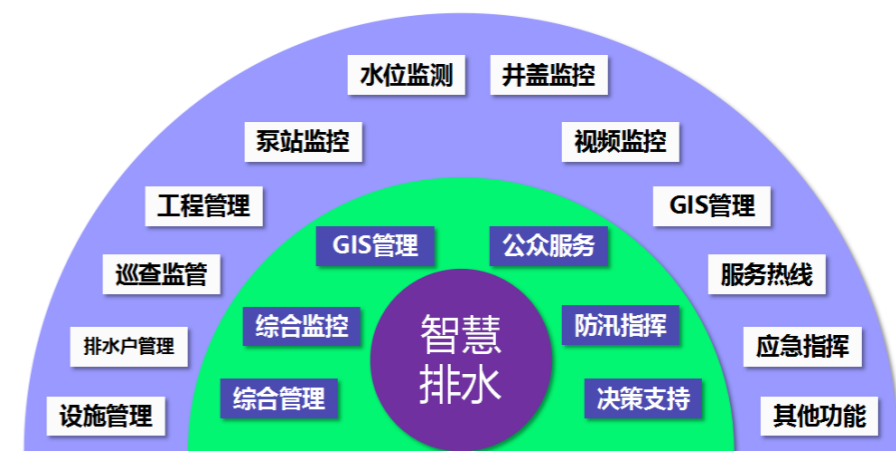 水位监测
井盖监控
泵站监控
视频监控
工程管理
GIS管理
GIS管理
公众服务
巡查监管
服务热线
综合监控
智慧
排水
防汛指挥
排水户管理
应急指挥
综合管理
决策支持
设施管理
其他功能